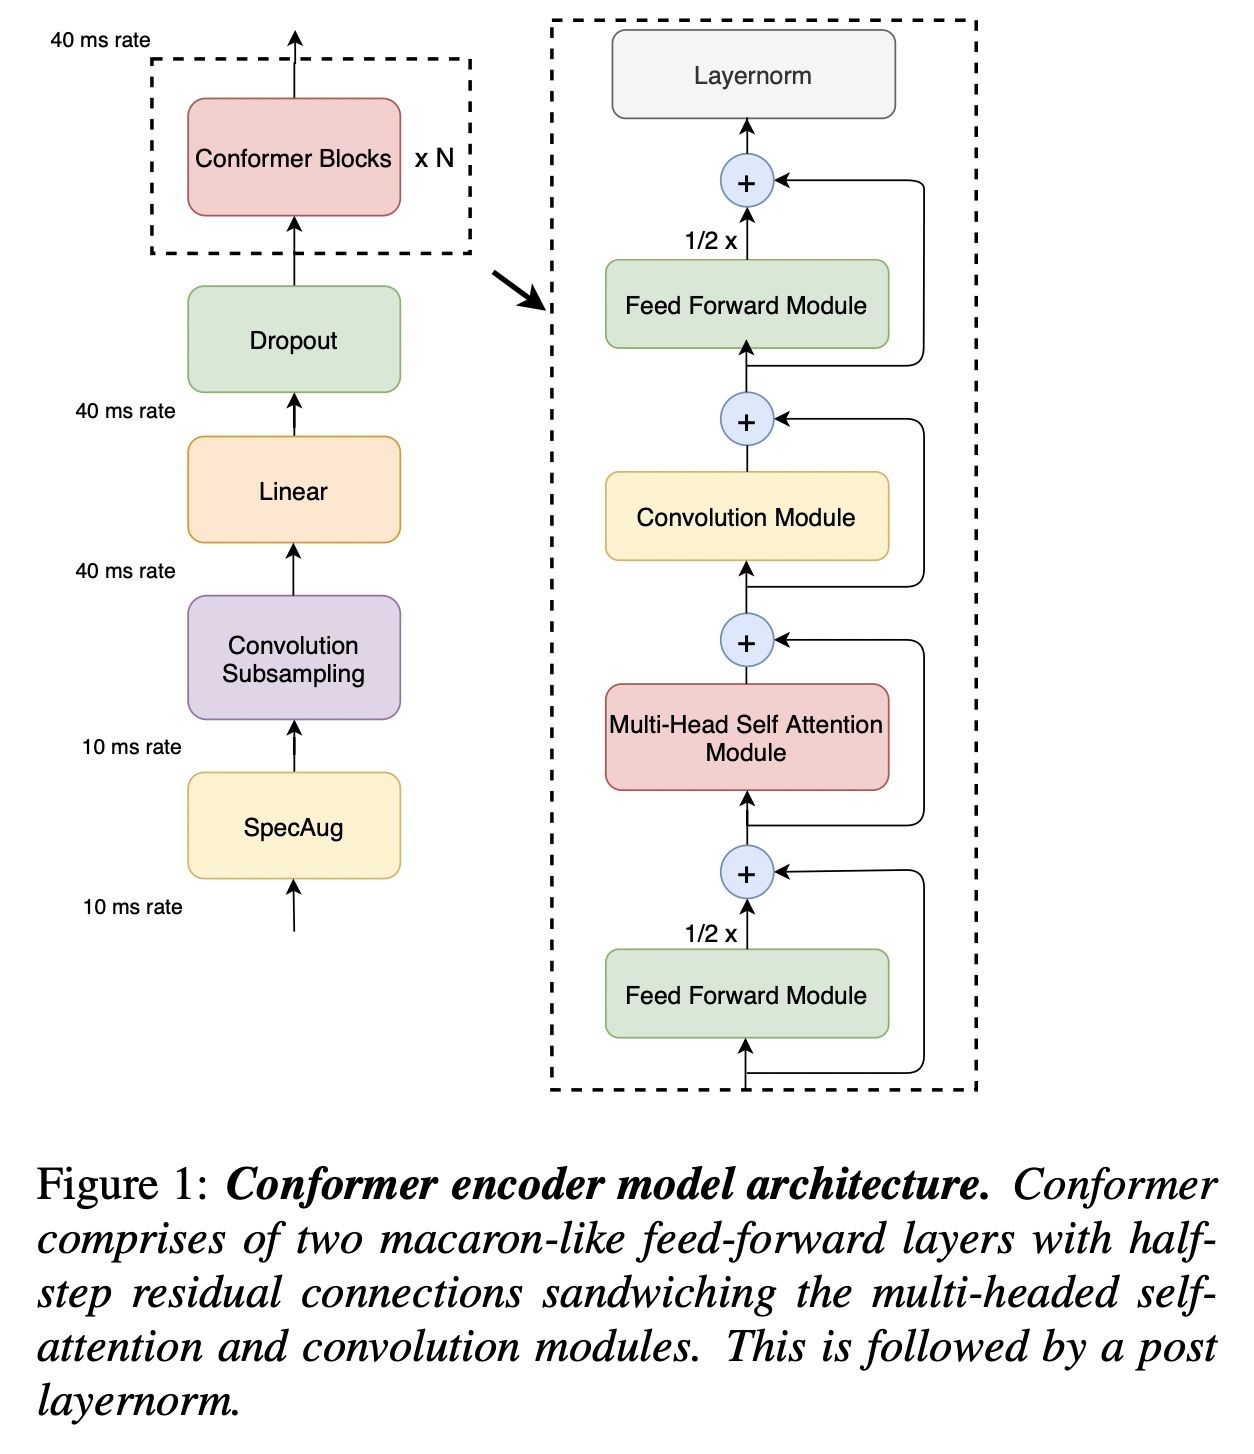 40 ms rate
Conformer Blocks
x N
Dropout
40 ms rate
Linear
40 ms rate
Convolution
Subsampling
10 ms rate
SpecAug
10 ms rate
Layernorm
+
1/2 x
Feed Forward Module
+
Convolution Module
+
Multi-Head Self Attention
Module
+
1/2 x
Feed Forward Module
Figure 1: Conformer encoder model architecture. Conformer
comprises of two macaron-like feed-forward layers with half-
step residual connections sandwiching the multi-headed self-
attention and convolution modules. This is followed by a post
layernorm.